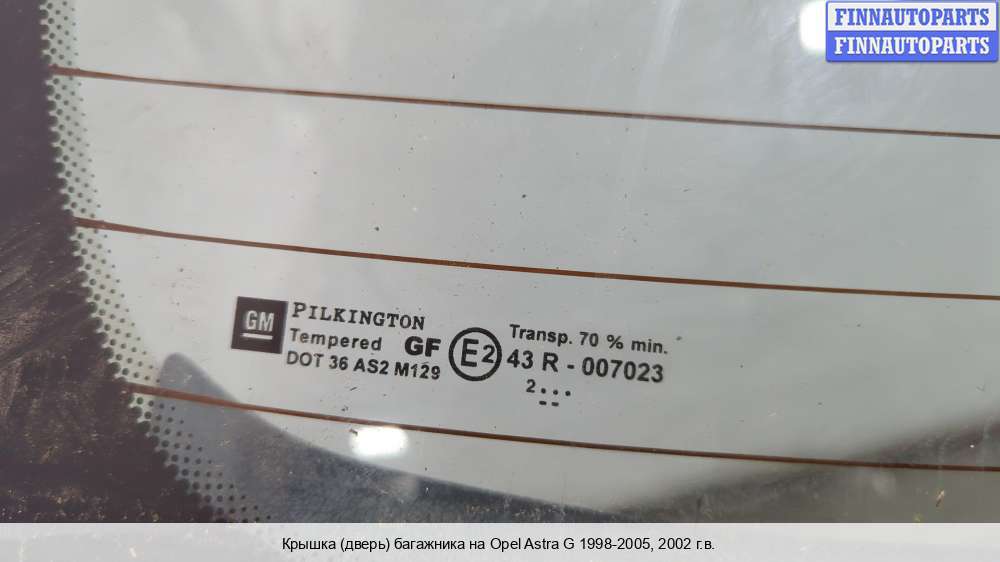 FINNAUTOPARTS
FINNAUTOPARTS
GM
PILKINGTON
Tempered GF
DOT 36 AS2 M129
E2
Transp. 70 % min.
43 R - 007023
2...
--
Крышка (дверь) багажника на Opel Astra G 1998-2005, 2002 г.в.